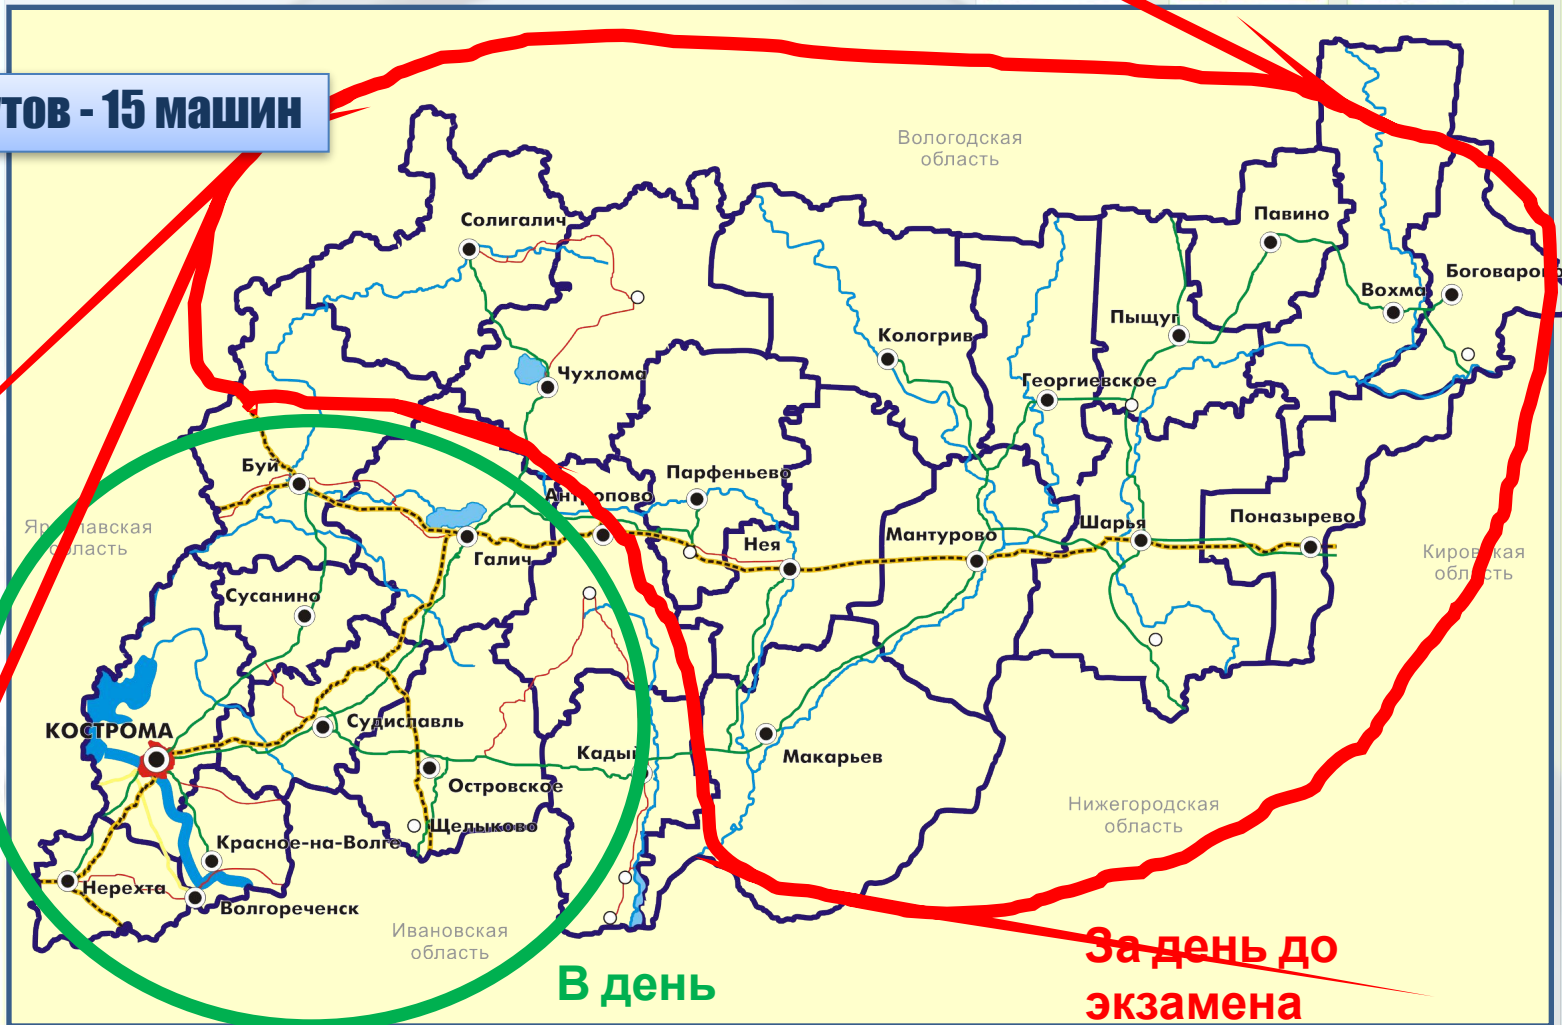 тов - 15 машин
Вологодская
область
Солигалич
Павино
Боговарово
Вохма
Пыщуг
Кологрив
Чухлома
Георгиевское
Буй
Парфеньево
Антропово
Поназырево
Шарья
Ярославская
область
Нея
Мантурово
Галич
Кировская
область
Сусанино
КОСТРОМА
Судиславль
Кадый
Макарьев
Островское
Нижегородская
область
Щелыково
Красное-на-Волге
Нерехта
Волгореченск
Ивановская
область
В день
За день до
экзамена